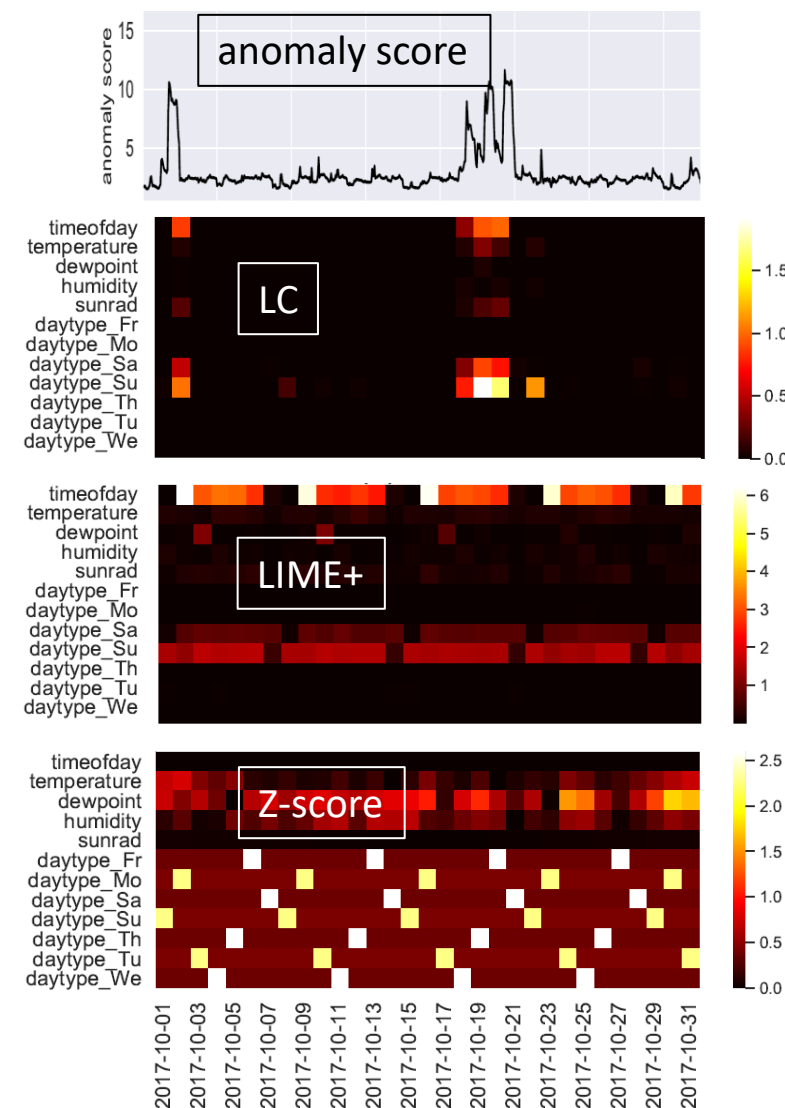 15
10
5
anomaly score
anomaly score
timeofday
temperature
dewpoint
humidity
sunrad
daytype_Fr
daytype_Mo
daytype_Sa
daytype_Su
daytype_Th
daytype_Tu
daytype_We
LC
1.5
1.0
0.5
0.0
timeofday
temperature
dewpoint
humidity
sunrad
daytype_Fr
daytype_Mo
daytype_Sa
daytype_Su
daytype_Th
daytype_Tu
daytype_We
LIME+
6
5
4
3
2
1
timeofday
temperature
dewpoint
humidity
sunrad
daytype_Fr
daytype_Mo
daytype_Sa
daytype_Su
daytype_Th
daytype_Tu
daytype_We
Z-score
2.5
2.0
1.5
1.0
0.5
0.0
2017-10-01
2017-10-03
2017-10-05
2017-10-07
2017-10-09
2017-10-11
2017-10-13
2017-10-15
2017-10-17
2017-10-19
2017-10-21
2017-10-23
2017-10-25
2017-10-27
2017-10-29
2017-10-31